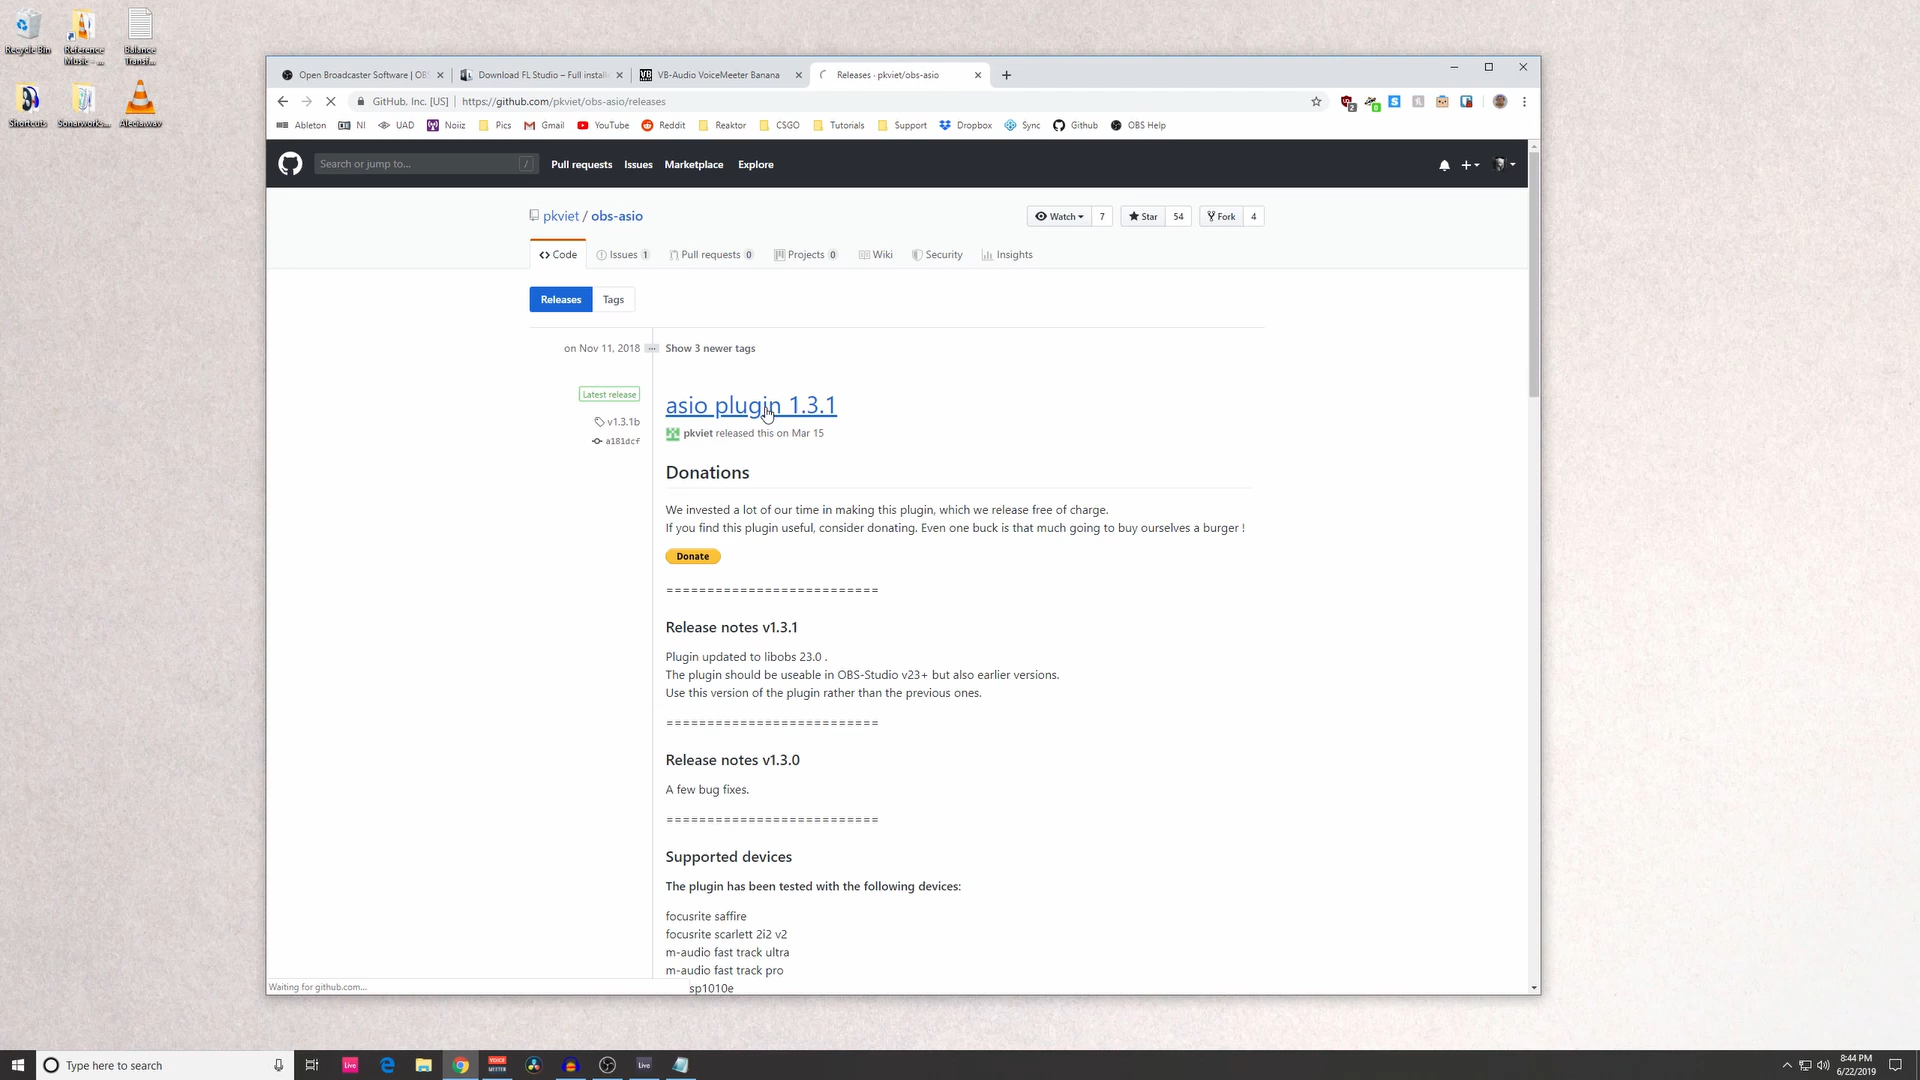 Recycle Bin
Reference Music - ...
Balance Transf...
Shortcuts
Sonarworks...
Alecia.wav
Open Broadcaster Software | OBS
Download FL Studio – Full install
VB-Audio VoiceMeeter Banana
Releases · pkviet/obs-asio
GitHub, Inc. [US] | https://github.com/pkviet/obs-asio/releases
Ableton NI UAD Noiiz Pics Gmail YouTube Reddit Reaktor CSGO Tutorials Support Dropbox Sync Github OBS Help
Search or jump to... /
Pull requests Issues Marketplace Explore
pkviet / obs-asio
Watch 7 Star 54 Fork 4
Code Issues 1 Pull requests 0 Projects 0 Wiki Security Insights
Releases Tags
on Nov 11, 2018 ... Show 3 newer tags
Latest release
asio plugin 1.3.1
v1.3.1b
pkviet released this on Mar 15
a181dcf
Donations
We invested a lot of our time in making this plugin, which we release free of charge.
If you find this plugin useful, consider donating. Even one buck is that much going to buy ourselves a burger !
Donate
==========================
Release notes v1.3.1
Plugin updated to libobs 23.0 .
The plugin should be useable in OBS-Studio v23+ but also earlier versions.
Use this version of the plugin rather than the previous ones.
==========================
Release notes v1.3.0
A few bug fixes.
==========================
Supported devices
The plugin has been tested with the following devices:
focusrite saffire
focusrite scarlett 2i2 v2
m-audio fast track ultra
m-audio fast track pro
sp1010e
Waiting for github.com...
Type here to search
Live
VOICE MEETER
Live
8:44 PM
6/22/2019